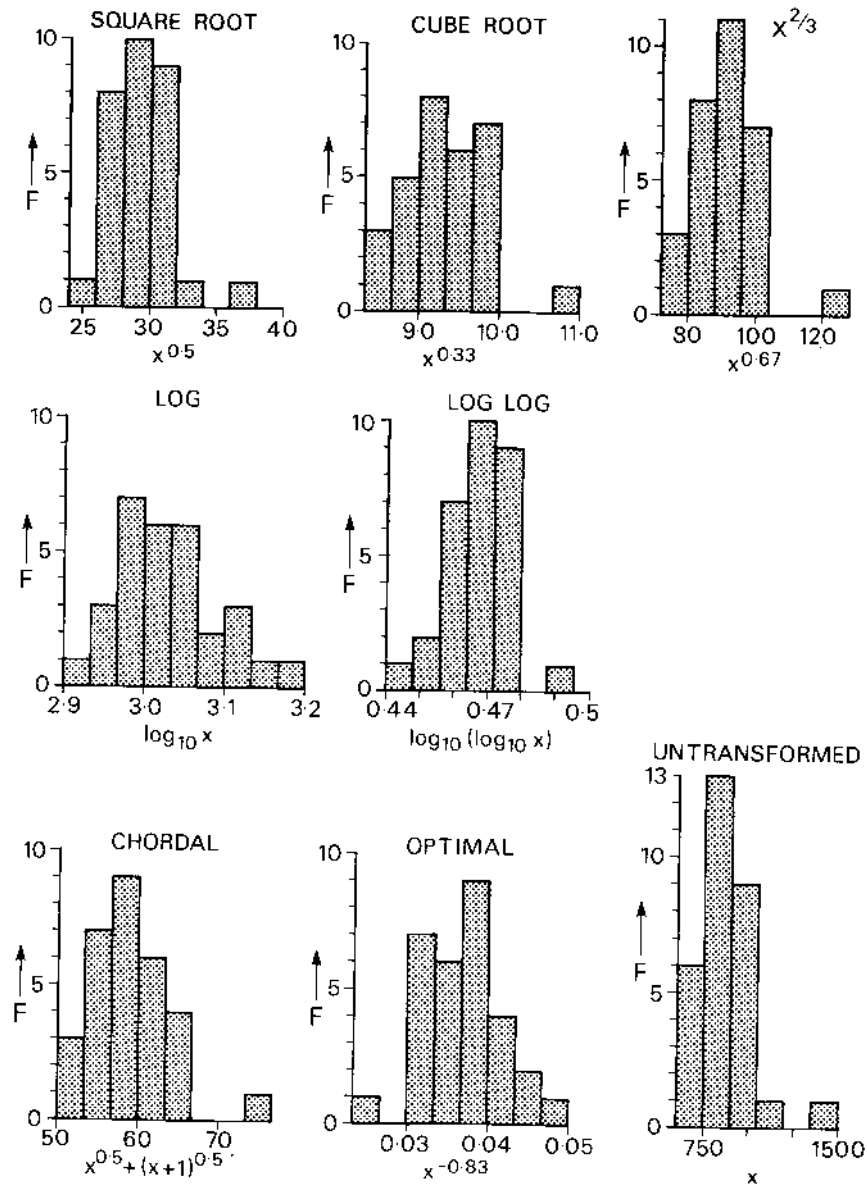 SQUARE ROOT
10
5
0
F
25 30 35 40
x^0·5
CUBE ROOT
10
5
0
F
9.0 10.0 11.0
x^0·33
x^2/3
10
5
0
F
80 100 120
x^0·67
LOG
10
5
0
F
2.9 3.0 3.1 3.2
log10 x
LOG LOG
10
5
0
F
0·44 0·47 0·5
log10 (log10 x)
CHORDAL
10
5
0
F
50 60 70
x^0·5 + (x+1)^0·5
OPTIMAL
10
5
0
F
0·03 0·04 0·05
x^-0·83
UNTRANSFORMED
13
10
5
0
F
750 1500
x